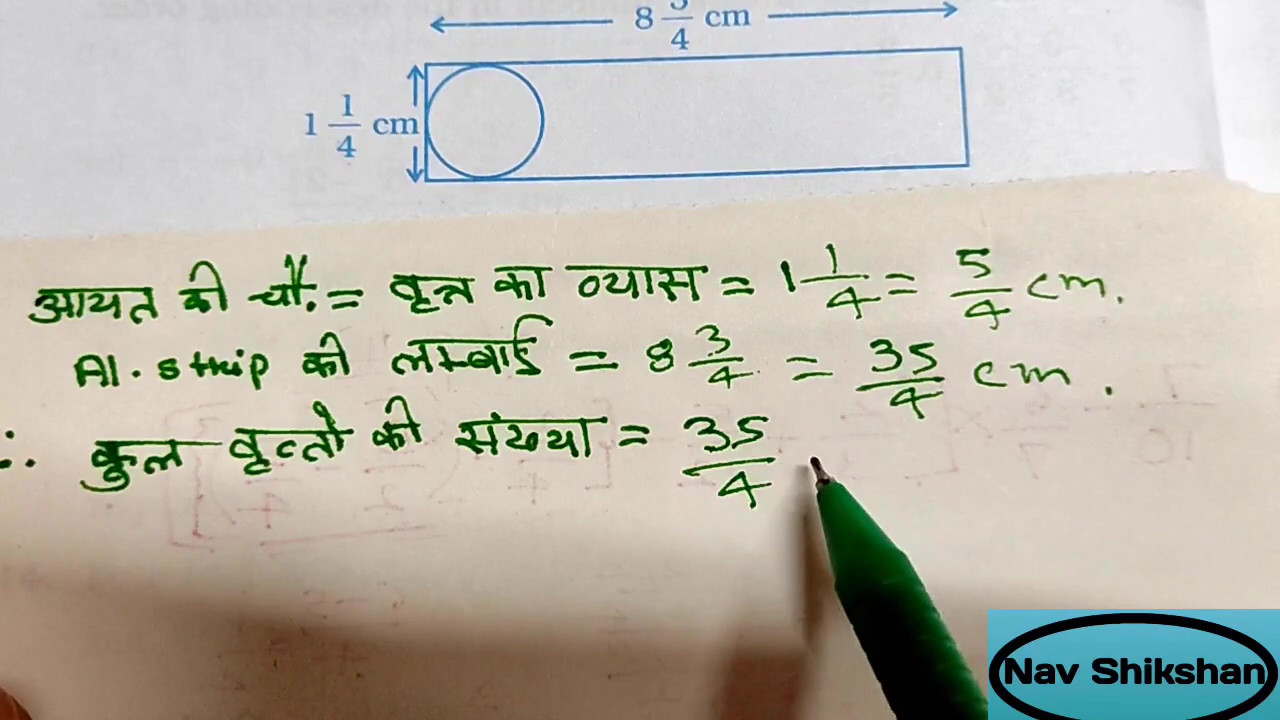 8 3/4 cm
1 1/4 cm
आयत की चौ. = वृत्त का व्यास = 1 1/4 = 5/4 cm.
Al. strip की लम्बाई = 8 3/4 = 35/4 cm.
∴ कुल वृत्तो की संख्या = 35/4
Nav Shikshan